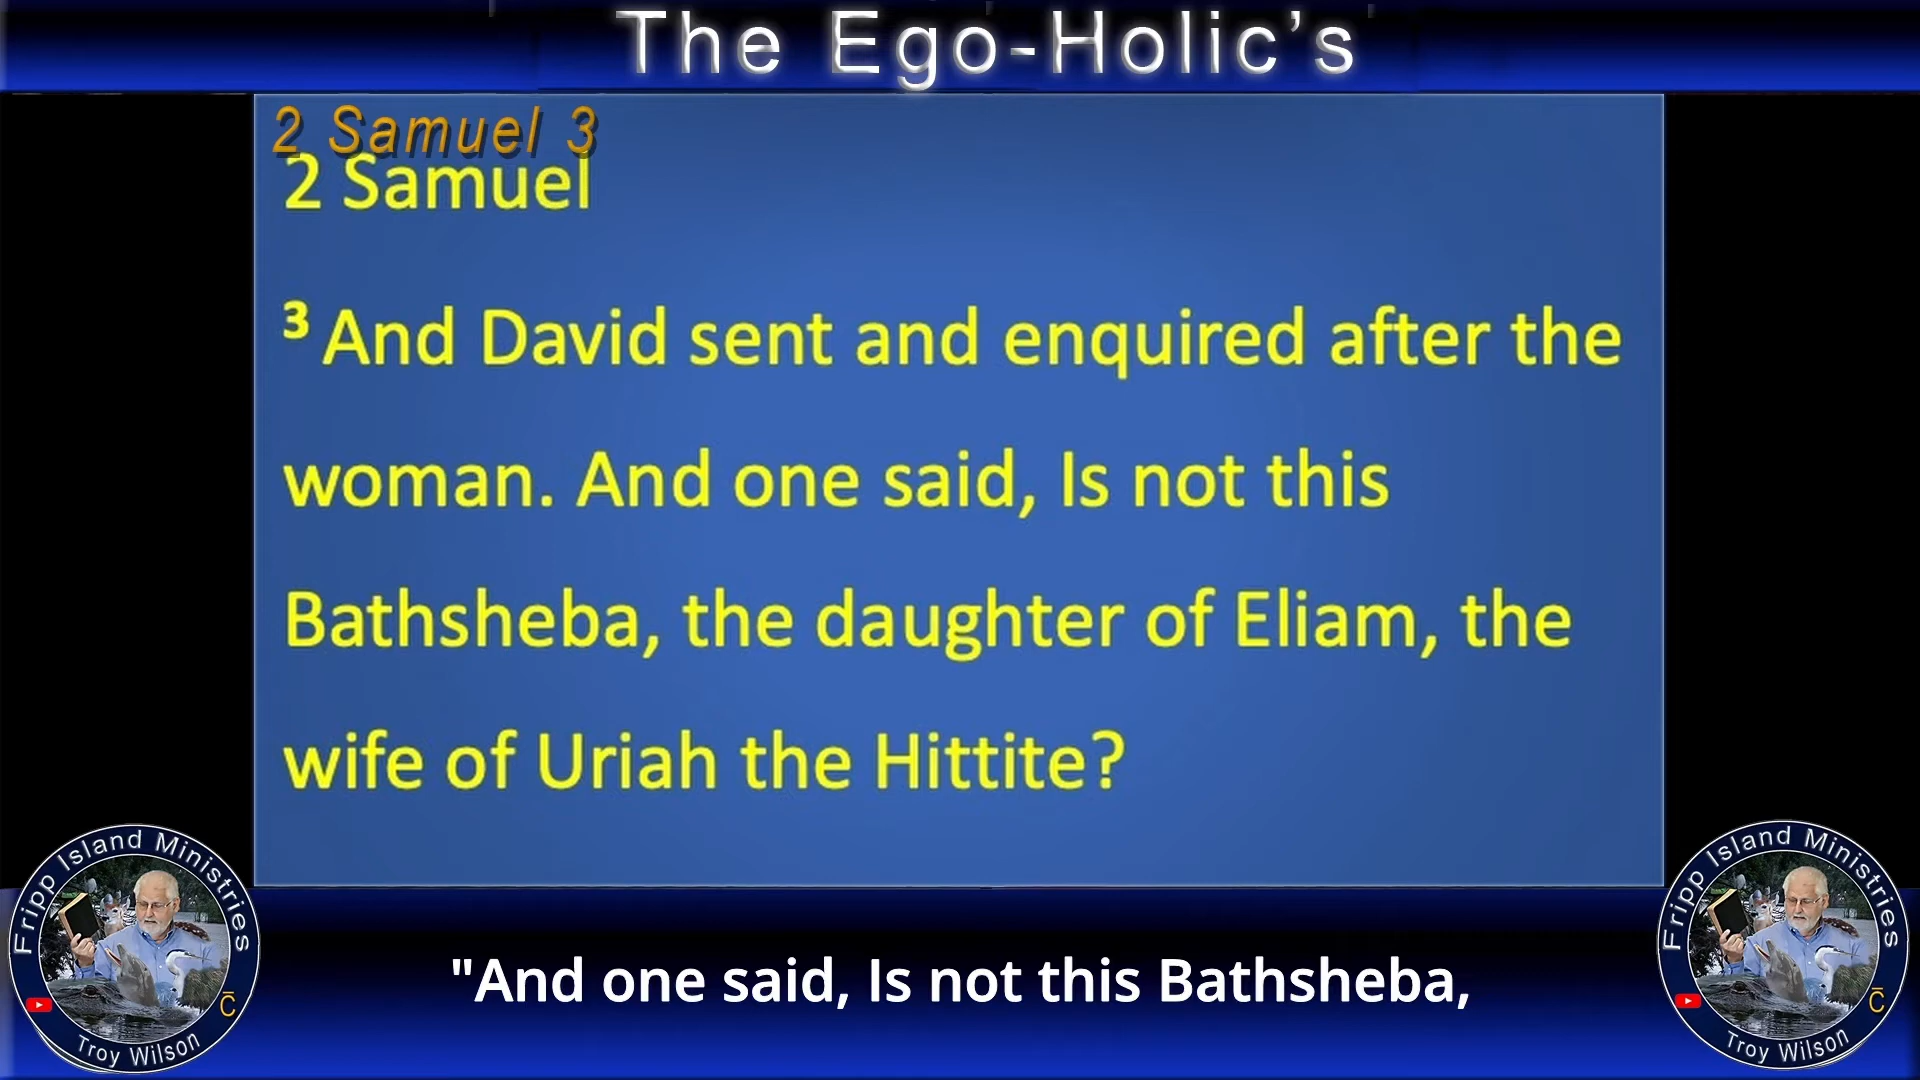 The Ego-Holic’s
2 Samuel 3
2 Samuel
3 And David sent and enquired after the
woman. And one said, Is not this
Bathsheba, the daughter of Eliam, the
wife of Uriah the Hittite?
Fripp Island Ministries
C̅
Troy Wilson
"And one said, Is not this Bathsheba,
Fripp Island Ministries
C̅
Troy Wilson